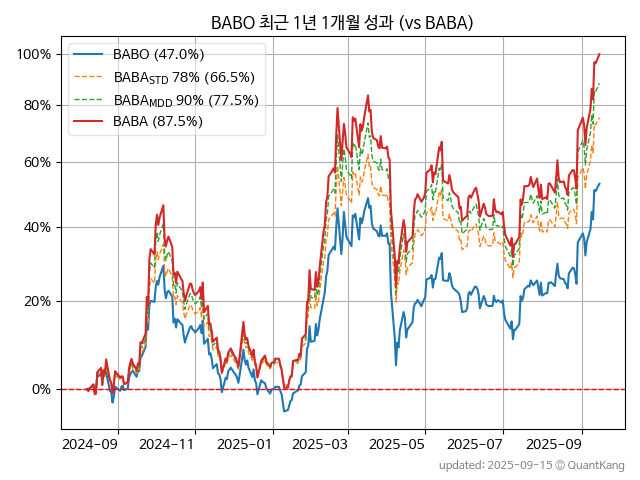 BABO 최근 1년 1개월 성과 (vs BABA)
BABO (47.0%)
BABA_STD 78% (66.5%)
BABA_MDD 90% (77.5%)
BABA (87.5%)
100%
80%
60%
40%
20%
0%
2024-09 2024-11 2025-01 2025-03 2025-05 2025-07 2025-09
updated: 2025-09-15 © QuantKang